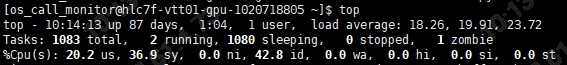 [os_call_monitor@hlc7f-vtt01-gpu-1020718805 ~]$ top
top - 10:14:13 up 87 days,  1:04,  1 user,  load average: 18.26, 19.91, 23.72
Tasks: 1083 total,   2 running, 1080 sleeping,   0 stopped,   1 zombie
%Cpu(s): 20.2 us, 36.9 sy,  0.0 ni, 42.8 id,  0.0 wa,  0.0 hi,  0.0 si,  0.0 st